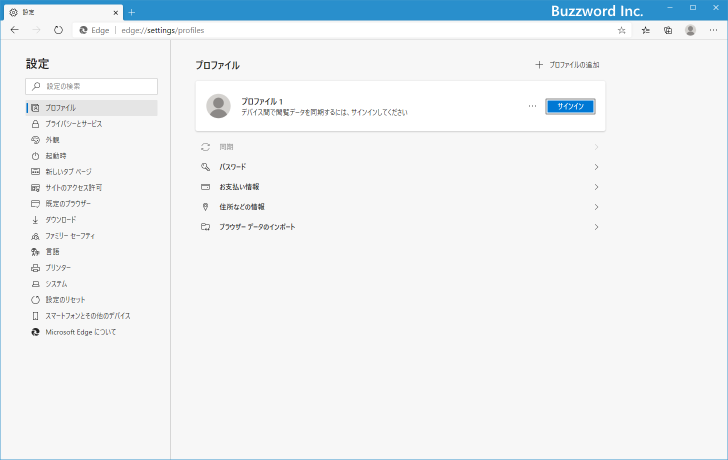 Buzzword Inc.
設定
Edge
edge://settings/profiles
設定
設定の検索
プロファイル
プライバシーとサービス
外観
起動時
新しいタブ ページ
サイトのアクセス許可
既定のブラウザー
ダウンロード
ファミリー セーフティ
言語
プリンター
システム
設定のリセット
スマートフォンとその他のデバイス
Microsoft Edge について
プロファイル
プロファイルの追加
プロファイル 1
デバイス間で閲覧データを同期するには、サインインしてください
サインイン
同期
パスワード
お支払い情報
住所などの情報
ブラウザー データのインポート